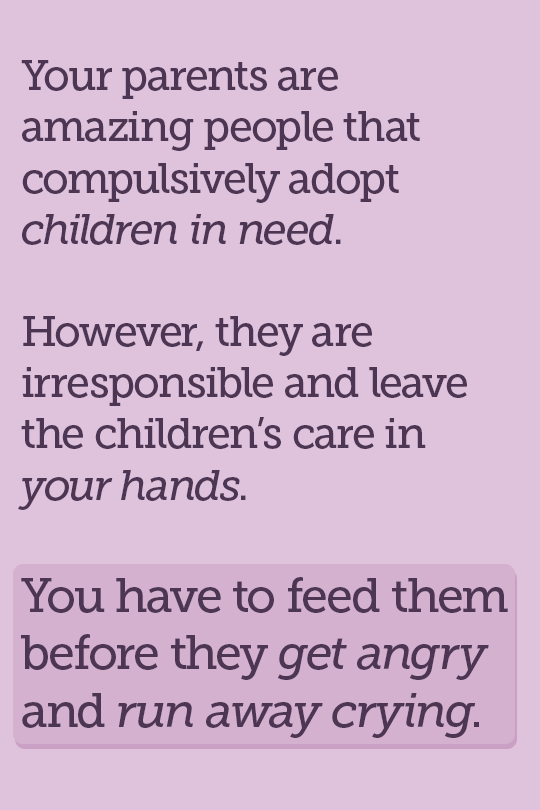 Your parents are
amazing people that
compulsively adopt
children in need.
However, they are
irresponsible and leave
the children’s care in
your hands.
You have to feed them
before they get angry
and run away crying.